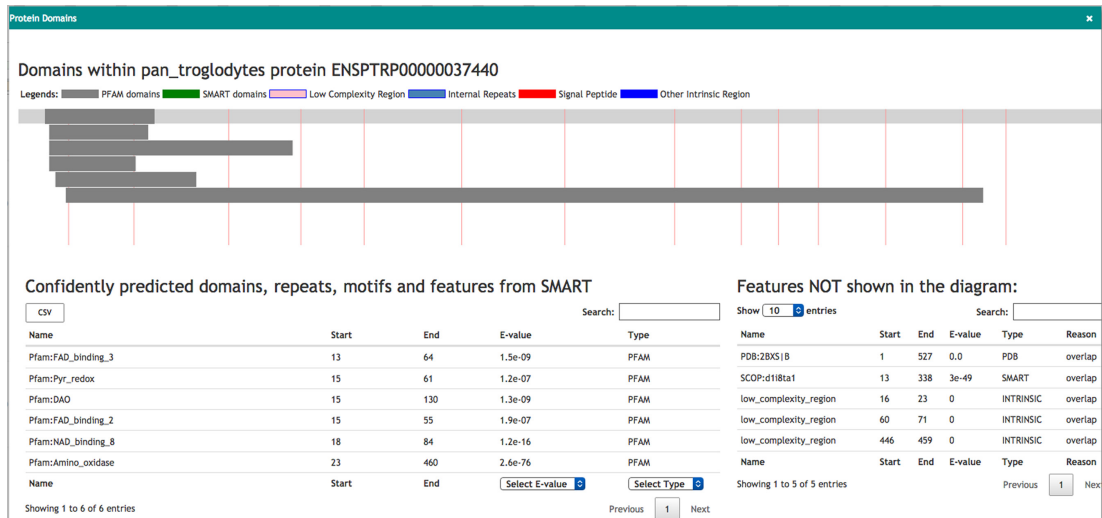 Protein Domains ×
Domains within pan_troglodytes protein ENSPTRP00000037440
Legends: PFAM domains SMART domains Low Complexity Region Internal Repeats Signal Peptide Other Intrinsic Region
Confidently predicted domains, repeats, motifs and features from SMART
CSV Search:
Name Start End E-value Type
Pfam:FAD_binding_3 13 64 1.5e-09 PFAM
Pfam:Pyr_redox 15 61 1.2e-07 PFAM
Pfam:DAO 15 130 1.3e-09 PFAM
Pfam:FAD_binding_2 15 55 1.9e-07 PFAM
Pfam:NAD_binding_8 18 84 1.2e-16 PFAM
Pfam:Amino_oxidase 23 460 2.6e-76 PFAM
Name Start End Select E-value Select Type
Showing 1 to 6 of 6 entries Previous 1 Next
Features NOT shown in the diagram:
Show 10 entries Search:
Name Start End E-value Type Reason
PDB:2BXS|B 1 527 0.0 PDB overlap
SCOP:d1i8ta1 13 338 3e-49 SMART overlap
low_complexity_region 16 23 0 INTRINSIC overlap
low_complexity_region 60 71 0 INTRINSIC overlap
low_complexity_region 446 459 0 INTRINSIC overlap
Name Start End E-value Type Reason
Showing 1 to 5 of 5 entries Previous 1 Nex